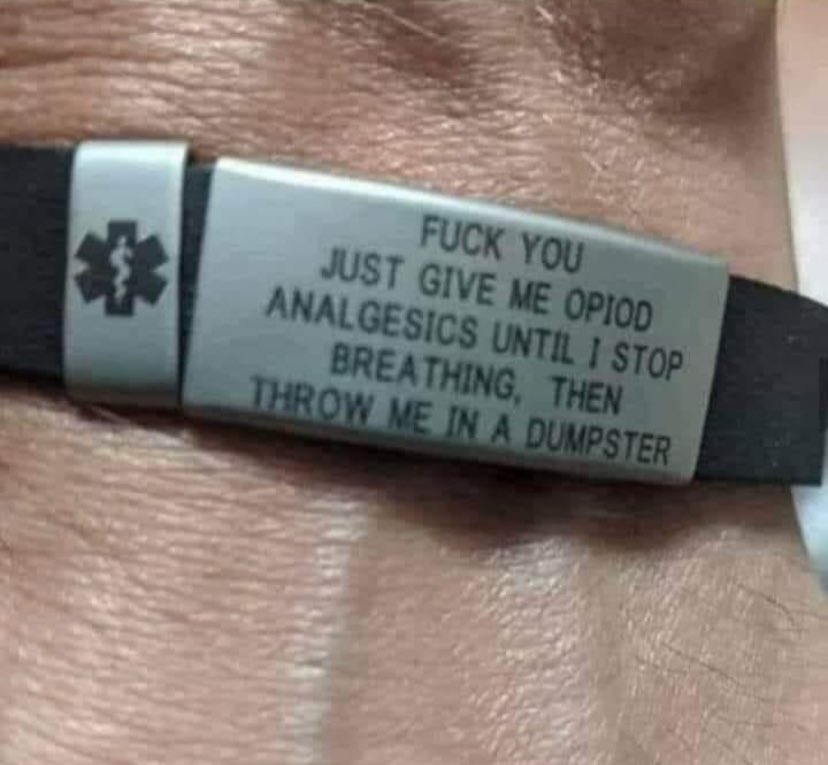 FUCK YOU
JUST GIVE ME OPIOD
ANALGESICS UNTIL I STOP
BREATHING, THEN
THROW ME IN A DUMPSTER